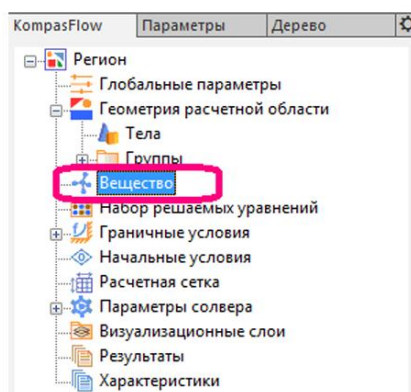 KompasFlow Параметры Дерево
Регион
Глобальные параметры
Геометрия расчетной области
Тела
Группы
Вещество
Набор решаемых уравнений
Граничные условия
Начальные условия
Расчетная сетка
Параметры солвера
Визуализационные слои
Результаты
Характеристики